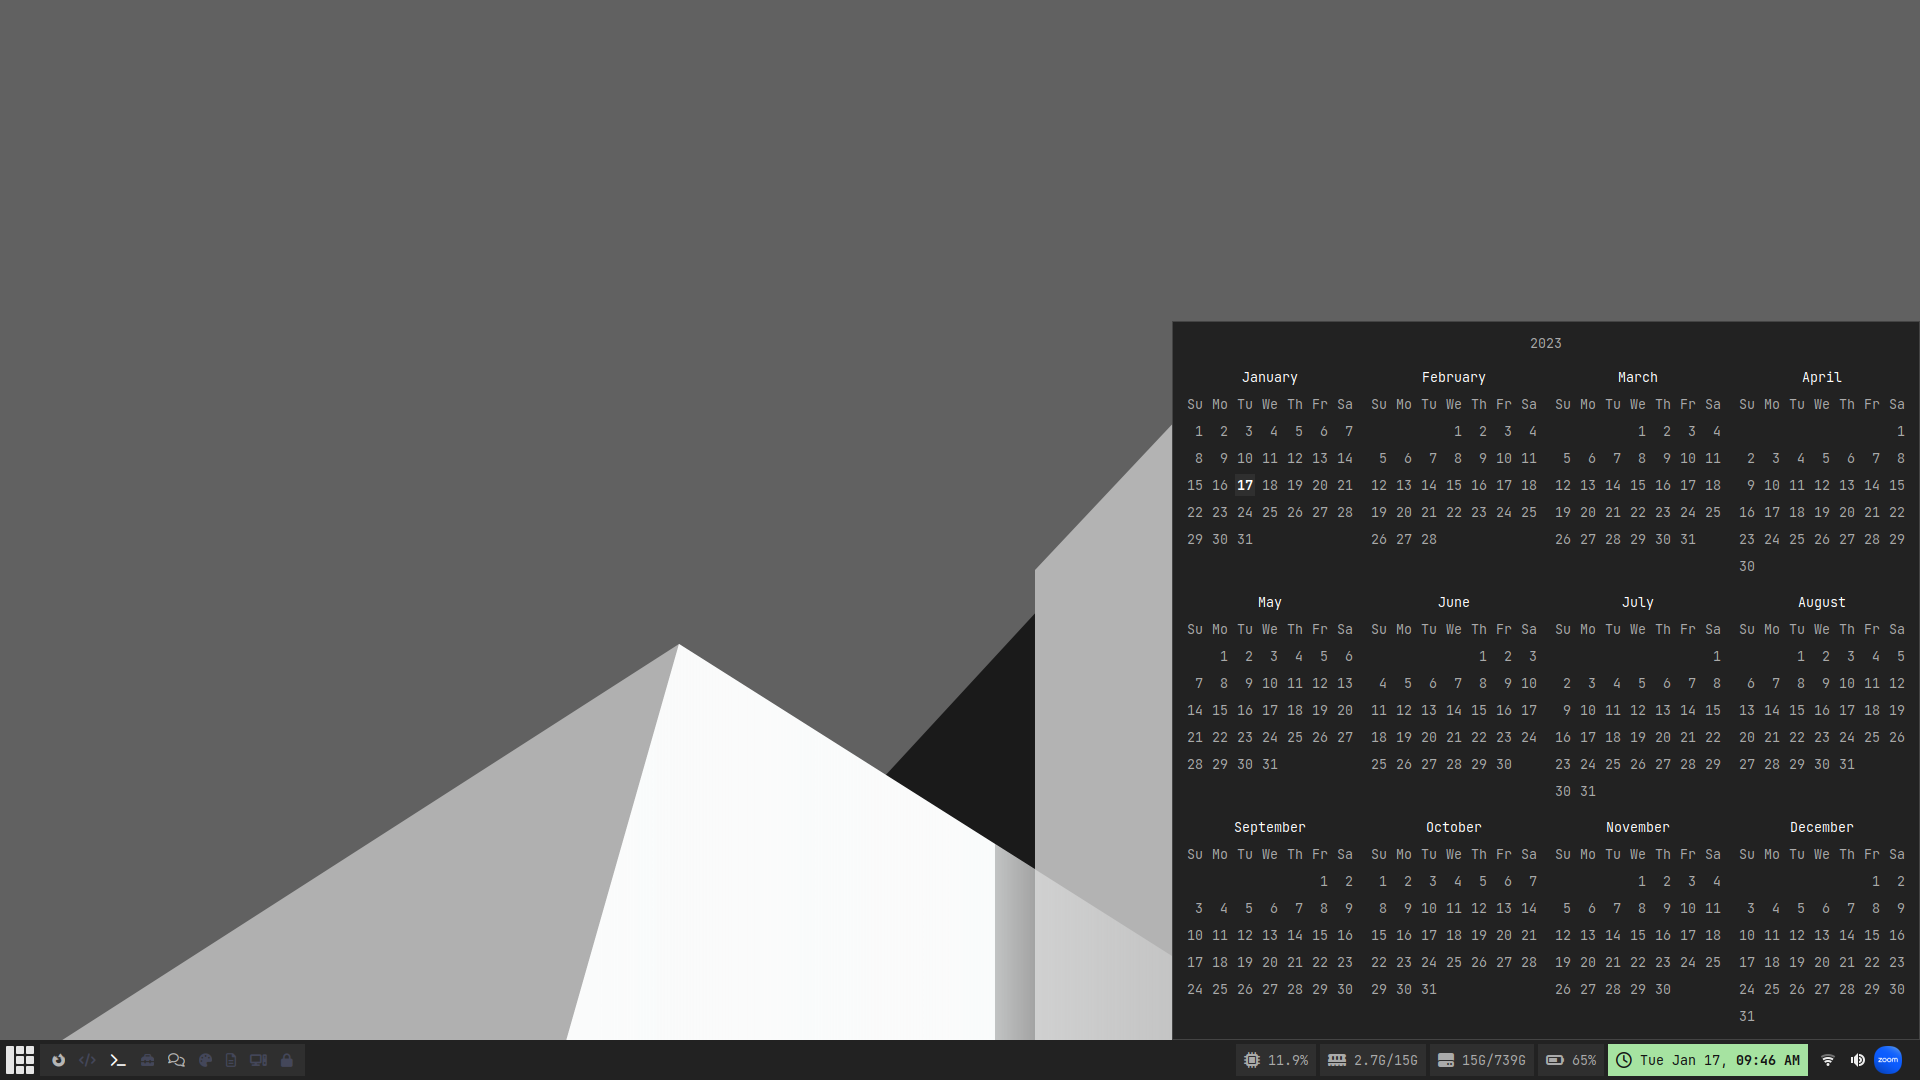 2023
January February March April
Su Mo Tu We Th Fr Sa Su Mo Tu We Th Fr Sa Su Mo Tu We Th Fr Sa Su Mo Tu We Th Fr Sa
1 2 3 4 5 6 7 1 2 3 4 1 2 3 4 1
8 9 10 11 12 13 14 5 6 7 8 9 10 11 5 6 7 8 9 10 11 2 3 4 5 6 7 8
15 16 17 18 19 20 21 12 13 14 15 16 17 18 12 13 14 15 16 17 18 9 10 11 12 13 14 15
22 23 24 25 26 27 28 19 20 21 22 23 24 25 19 20 21 22 23 24 25 16 17 18 19 20 21 22
29 30 31 26 27 28 26 27 28 29 30 31 23 24 25 26 27 28 29
30
May June July August
Su Mo Tu We Th Fr Sa Su Mo Tu We Th Fr Sa Su Mo Tu We Th Fr Sa Su Mo Tu We Th Fr Sa
1 2 3 4 5 6 1 2 3 1 1 2 3 4 5
7 8 9 10 11 12 13 4 5 6 7 8 9 10 2 3 4 5 6 7 8 6 7 8 9 10 11 12
14 15 16 17 18 19 20 11 12 13 14 15 16 17 9 10 11 12 13 14 15 13 14 15 16 17 18 19
21 22 23 24 25 26 27 18 19 20 21 22 23 24 16 17 18 19 20 21 22 20 21 22 23 24 25 26
28 29 30 31 25 26 27 28 29 30 23 24 25 26 27 28 29 27 28 29 30 31
30 31
September October November December
Su Mo Tu We Th Fr Sa Su Mo Tu We Th Fr Sa Su Mo Tu We Th Fr Sa Su Mo Tu We Th Fr Sa
1 2 1 2 3 4 5 6 7 1 2 3 4 1 2
3 4 5 6 7 8 9 8 9 10 11 12 13 14 5 6 7 8 9 10 11 3 4 5 6 7 8 9
10 11 12 13 14 15 16 15 16 17 18 19 20 21 12 13 14 15 16 17 18 10 11 12 13 14 15 16
17 18 19 20 21 22 23 22 23 24 25 26 27 28 19 20 21 22 23 24 25 17 18 19 20 21 22 23
24 25 26 27 28 29 30 29 30 31 26 27 28 29 30 24 25 26 27 28 29 30
31
11.9% 2.7G/15G 15G/739G 65% Tue Jan 17, 09:46 AM zoom